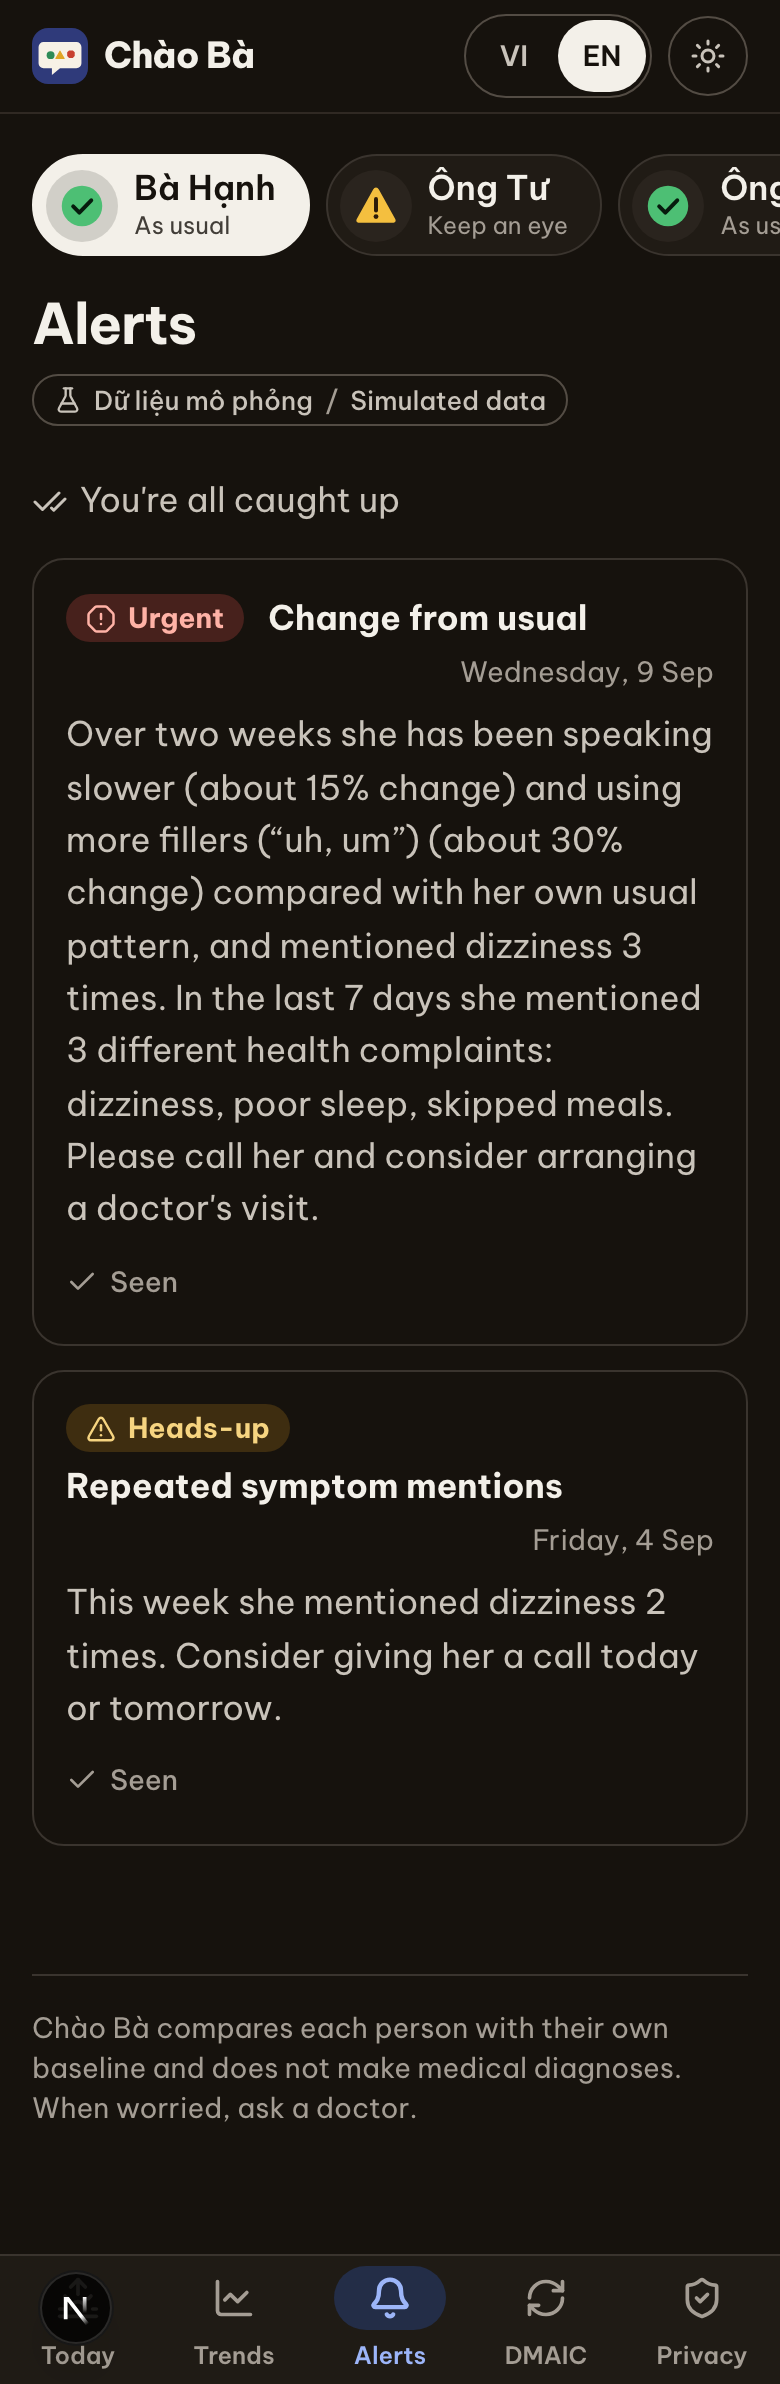 Chào Bà
VI
EN
Bà Hạnh
As usual
Ông Tư
Keep an eye
Ông
As us
Alerts
Dữ liệu mô phỏng / Simulated data
You're all caught up
Urgent
Change from usual
Wednesday, 9 Sep
Over two weeks she has been speaking
slower (about 15% change) and using
more fillers (“uh, um”) (about 30%
change) compared with her own usual
pattern, and mentioned dizziness 3
times. In the last 7 days she mentioned
3 different health complaints:
dizziness, poor sleep, skipped meals.
Please call her and consider arranging
a doctor's visit.
Seen
Heads-up
Repeated symptom mentions
Friday, 4 Sep
This week she mentioned dizziness 2
times. Consider giving her a call today
or tomorrow.
Seen
Chào Bà compares each person with their own
baseline and does not make medical diagnoses.
When worried, ask a doctor.
N
Today
Trends
Alerts
DMAIC
Privacy